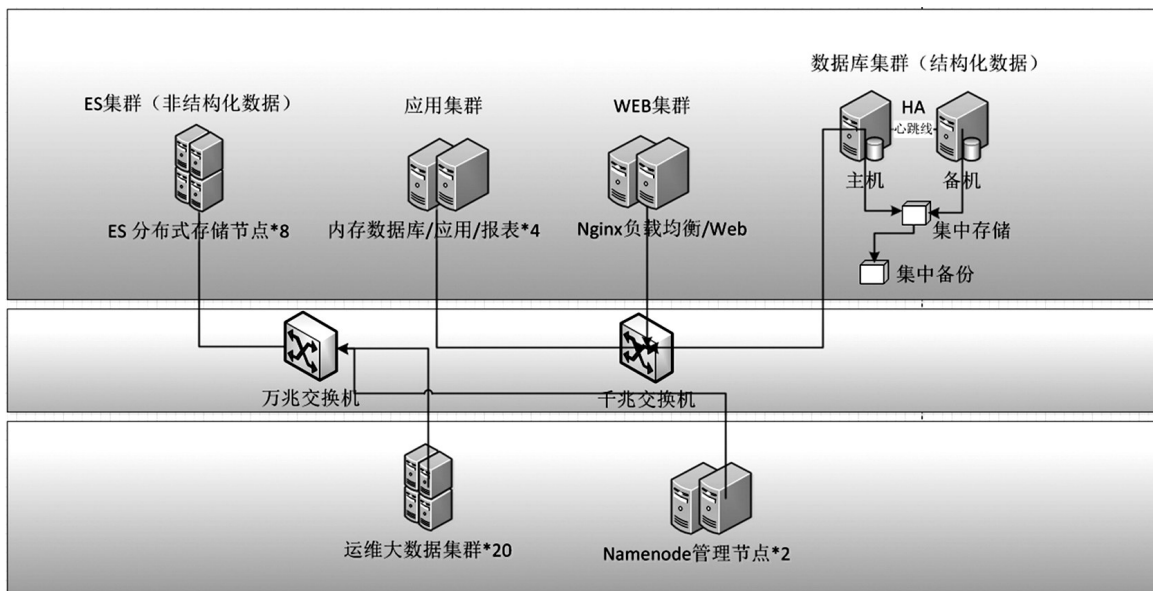 数据库集群（结构化数据）
ES集群（非结构化数据）
应用集群
WEB集群
HA
心跳线
主机
备机
ES 分布式存储节点*8
内存数据库/应用/报表*4
Nginx负载均衡/Web
集中存储
集中备份
万兆交换机
千兆交换机
运维大数据集群*20
Namenode管理节点*2